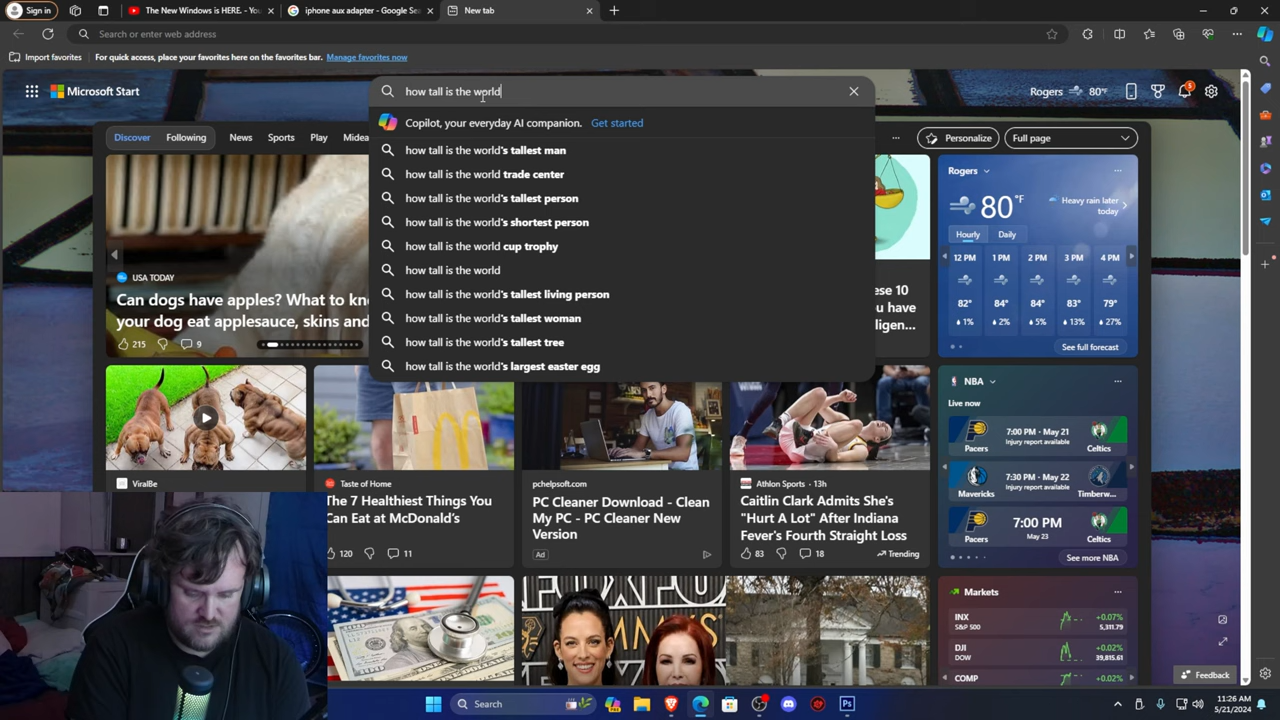 Sign in
The New Windows is HERE. - You
iphone aux adapter - Google Sea
New tab
Search or enter web address
Import favorites
For quick access, place your favorites here on the favorites bar. Manage favorites now
Microsoft Start
how tall is the world
Rogers 80°F
5
Copilot, your everyday AI companion. Get started
how tall is the world's tallest man
how tall is the world trade center
how tall is the world's tallest person
how tall is the world's shortest person
how tall is the world cup trophy
how tall is the world
how tall is the world's tallest living person
how tall is the world's tallest woman
how tall is the world's tallest tree
how tall is the world's largest easter egg
Discover Following News Sports Play Midea
Personalize
Full page
USA TODAY
Can dogs have apples? What to kn
your dog eat applesauce, skins and
215 9
ese 10
ou have
lligen...
Rogers
80 °F
Heavy rain later
today
Hourly Daily
12 PM 1 PM 2 PM 3 PM 4 PM
82° 84° 84° 83° 79°
1% 2% 5% 13% 27%
See full forecast
ViralBe
Taste of Home
The 7 Healthiest Things You
Can Eat at McDonald's
120 11
pchelpsoft.com
PC Cleaner Download - Clean
My PC - PC Cleaner New
Version
Ad
Athlon Sports · 13h
Caitlin Clark Admits She's
"Hurt A Lot" After Indiana
Fever's Fourth Straight Loss
83 18 Trending
NBA
Live now
Pacers 7:00 PM · May 21 Celtics
Injury report available
Mavericks 7:30 PM · May 22 Timberw...
Injury report available
Pacers 7:00 PM Celtics
May 23
See more NBA
Markets
INX +0.07%
S&P 500 5,311.79
DJI +0.02%
DOW 39,815.61
COMP +0.02%
Feedback
Search
11:26 AM
5/21/2024